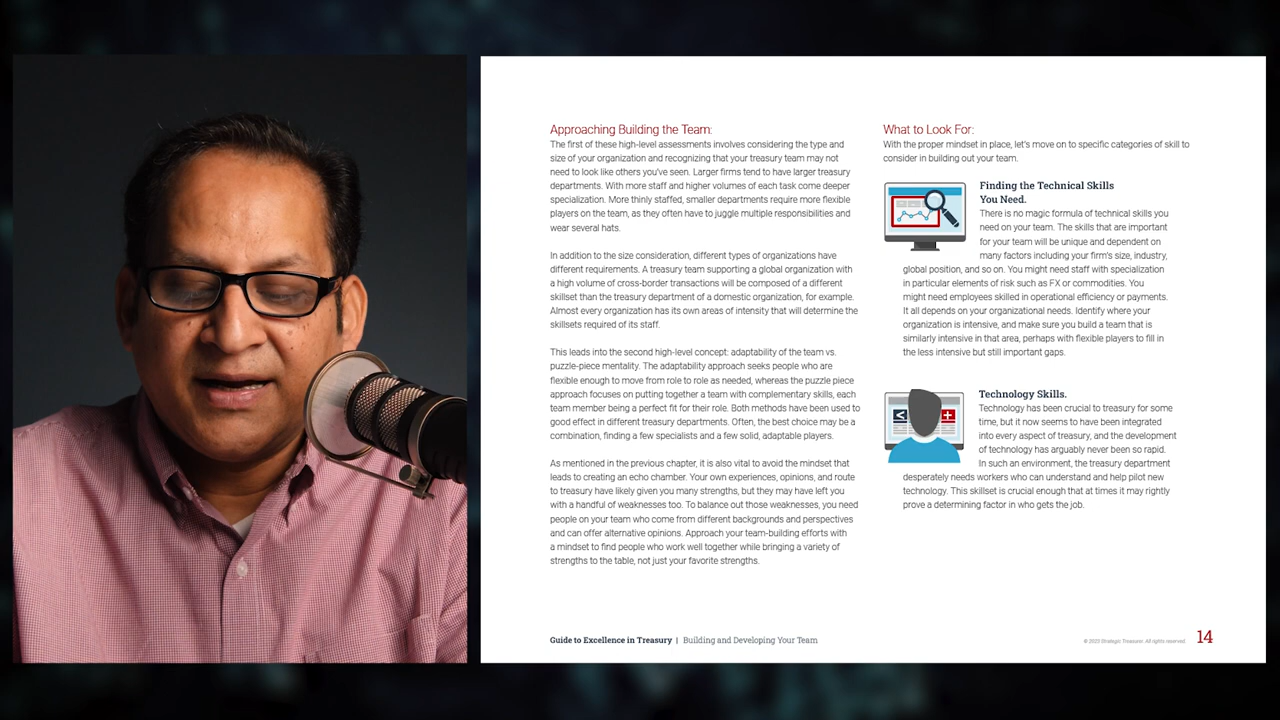 Approaching Building the Team:
The first of these high-level assessments involves considering the type and
size of your organization and recognizing that your treasury team may not
need to look like others you've seen. Larger firms tend to have larger treasury
departments. With more staff and higher volumes of each task come deeper
specialization. More thinly staffed, smaller departments require more flexible
players on the team, as they often have to juggle multiple responsibilities and
wear several hats.
In addition to the size consideration, different types of organizations have
different requirements. A treasury team supporting a global organization with
a high volume of cross-border transactions will be composed of a different
skillset than the treasury department of a domestic organization, for example.
Almost every organization has its own areas of intensity that will determine the
skillsets required of its staff.
This leads into the second high-level concept: adaptability of the team vs.
puzzle-piece mentality. The adaptability approach seeks people who are
flexible enough to move from role to role as needed, whereas the puzzle piece
approach focuses on putting together a team with complementary skills, each
team member being a perfect fit for their role. Both methods have been used to
good effect in different treasury departments. Often, the best choice may be a
combination, finding a few specialists and a few solid, adaptable players.
As mentioned in the previous chapter, it is also vital to avoid the mindset that
leads to creating an echo chamber. Your own experiences, opinions, and route
to treasury have likely given you many strengths, but they may have left you
with a handful of weaknesses too. To balance out those weaknesses, you need
people on your team who come from different backgrounds and perspectives
and can offer alternative opinions. Approach your team-building efforts with
a mindset to find people who work well together while bringing a variety of
strengths to the table, not just your favorite strengths.
What to Look For:
With the proper mindset in place, let's move on to specific categories of skill to
consider in building out your team.
Finding the Technical Skills
You Need.
There is no magic formula of technical skills you
need on your team. The skills that are important
for your team will be unique and dependent on
many factors including your firm's size, industry,
global position, and so on. You might need staff with specialization
in particular elements of risk such as FX or commodities. You
might need employees skilled in operational efficiency or payments.
It all depends on your organizational needs. Identify where your
organization is intensive, and make sure you build a team that is
similarly intensive in that area, perhaps with flexible players to fill in
the less intensive but still important gaps.
Technology Skills.
Technology has been crucial to treasury for some
time, but it now seems to have been integrated
into every aspect of treasury, and the development
of technology has arguably never been so rapid.
In such an environment, the treasury department
desperately needs workers who can understand and help pilot new
technology. This skillset is crucial enough that at times it may rightly
prove a determining factor in who gets the job.
Guide to Excellence in Treasury | Building and Developing Your Team
© 2023 Strategic Treasurer. All rights reserved.
14